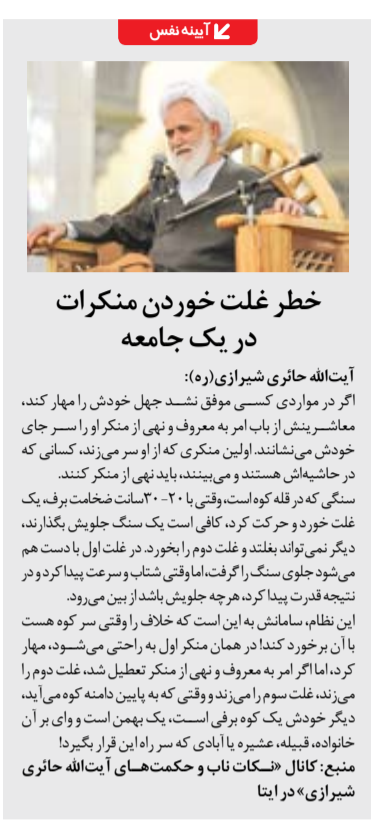 آیینه نفس
خطر غلت خوردن منکرات
در یک جامعه
آیت‌الله حائری شیرازی(ره):
اگر در مواردی کسی موفق نشد جهل خودش را مهار کند،
معاشرینش از باب امر به معروف و نهی از منکر او را سر جای
خودش می‌نشانند. اولین منکری که از او سر می‌زند، کسانی که
در حاشیه‌اش هستند و می‌بینند، باید نهی از منکر کنند.
سنگی که در قله کوه است، وقتی با ۲۰-۳۰سانت ضخامت برف، یک
غلت خورد و حرکت کرد، کافی است یک سنگ جلویش بگذارند،
دیگر نمی‌تواند بغلتد و غلت دوم را بخورد. در غلت اول با دست هم
می‌شود جلوی سنگ را گرفت، اما وقتی شتاب و سرعت پیدا کرد و در
نتیجه قدرت پیدا کرد، هر چه جلویش باشد از بین می‌رود.
این نظام، سامانش به این است که خلاف را وقتی سر کوه هست
با آن برخورد کند! در همان منکر اول به راحتی می‌شود، مهار
کرد، اما اگر امر به معروف و نهی از منکر تعطیل شد، غلت دوم را
می‌زند، غلت سوم را می‌زند و وقتی که به پایین دامنه کوه می‌آید،
دیگر خودش یک کوه برفی است، یک بهمن است و وای بر آن
خانواده، قبیله، عشیره یا آبادی که سر راه این قرار بگیرد!
منبع: کانال «نکات ناب و حکمت‌های آیت‌الله حائری
شیرازی» در ایتا